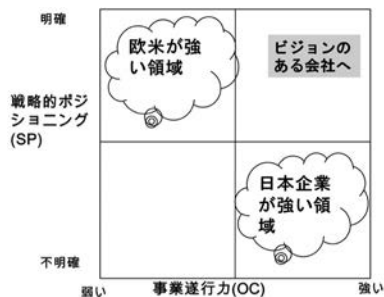 明確
欧米が強
い領域
ビジョンの
ある会社へ
戦略的ポジ
ショニング
(SP)
日本企業
が強い領
域
不明確
弱い
事業遂行力(OC)
強い